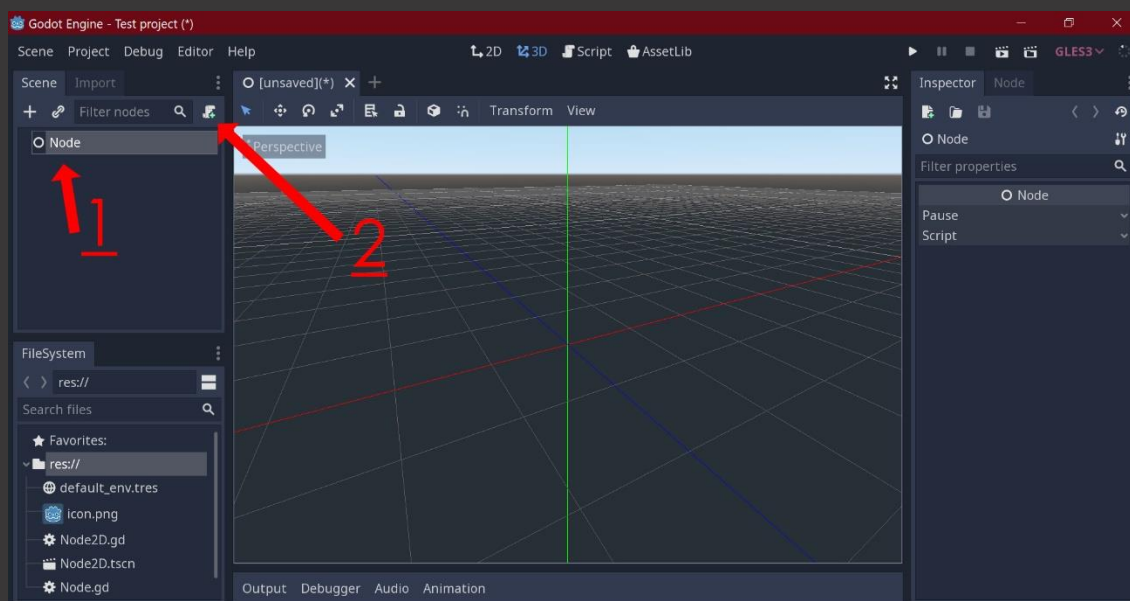 Godot Engine - Test project (*)
Scene Project Debug Editor Help
2D 3D Script AssetLib
GLES3
Scene Import
[unsaved](*)
Inspector Node
Filter nodes
Transform View
Node
Perspective
1
2
Node
Filter properties
Node
Pause
Script
FileSystem
res://
Search files
Favorites:
res://
default_env.tres
icon.png
Node2D.gd
Node2D.tscn
Node.gd
Output Debugger Audio Animation